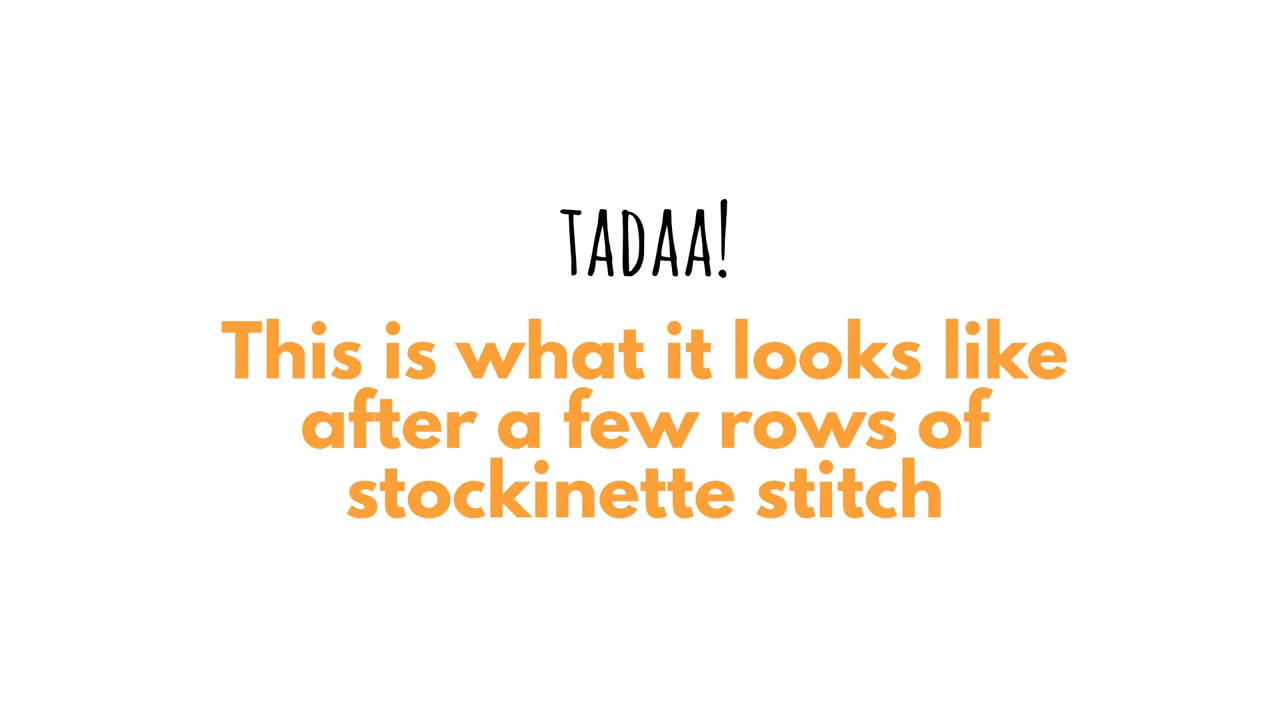 TADAA!
This is what it looks like
after a few rows of
stockinette stitch